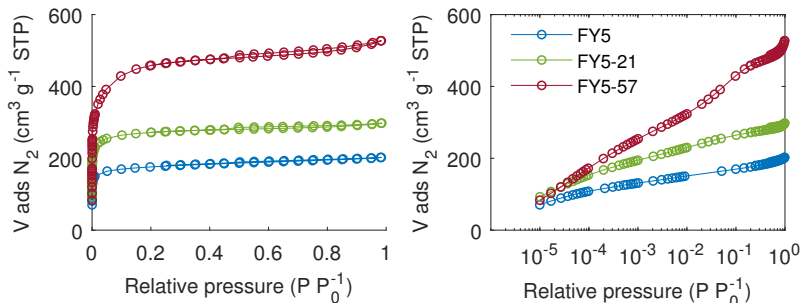 600
400
200
0
V ads N₂ (cm³ g⁻¹ STP)
0 0.2 0.4 0.6 0.8 1
Relative pressure (P P₀⁻¹)
600
400
200
0
V ads N₂ (cm³ g⁻¹ STP)
FY5
FY5-21
FY5-57
10⁻⁵ 10⁻⁴ 10⁻³ 10⁻² 10⁻¹ 10⁰
Relative pressure (P P₀⁻¹)